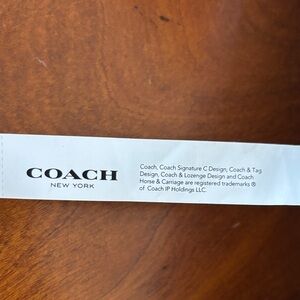 COACH
NEW YORK
Coach, Coach Signature C Design, Coach & Tag
Design, Coach & Lozenge Design and Coach
Horse & Carriage are registered trademarks ®
of Coach IP Holdings LLC.